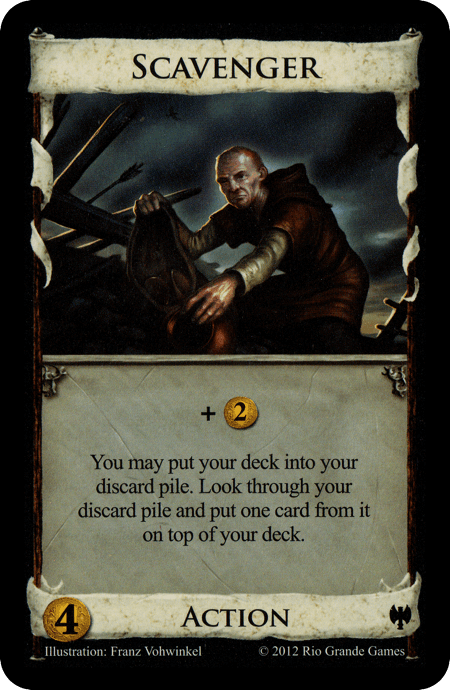 SCAVENGER
+ 2
You may put your deck into your
discard pile. Look through your
discard pile and put one card from it
on top of your deck.
4 ACTION
Illustration: Franz Vohwinkel © 2012 Rio Grande Games